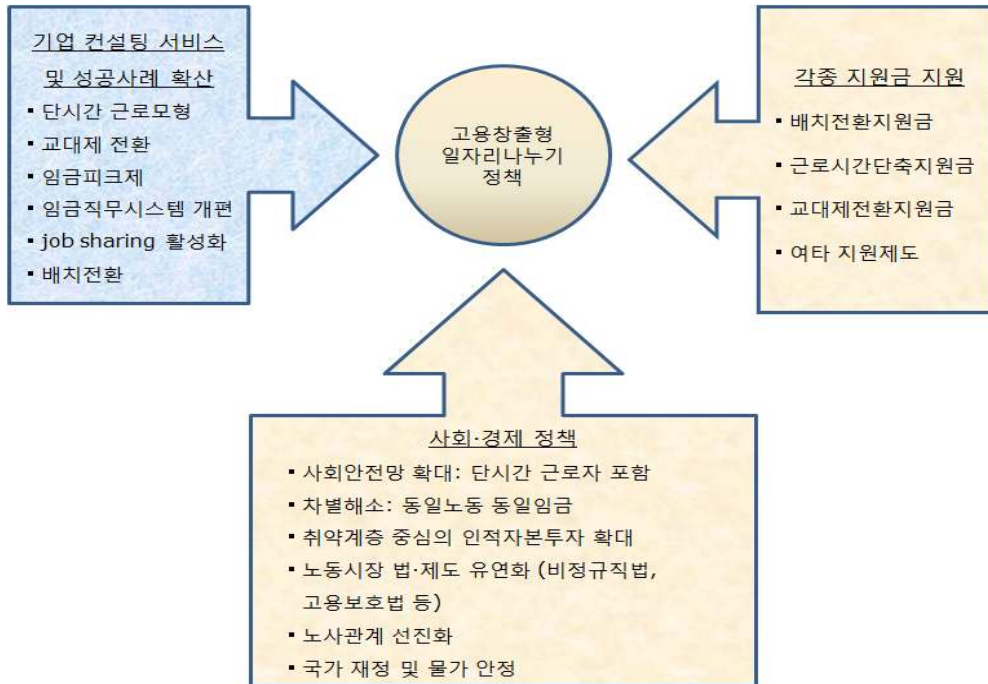 기업 컨설팅 서비스
및 성공사례 확산
▪ 단시간 근로모형
▪ 교대제 전환
▪ 임금피크제
▪ 임금직무시스템 개편
▪ job sharing 활성화
▪ 배치전환
고용창출형
일자리나누기
정책
각종 지원금 지원
▪ 배치전환지원금
▪ 근로시간단축지원금
▪ 교대제전환지원금
▪ 여타 지원제도
사회·경제 정책
▪ 사회안전망 확대: 단시간 근로자 포함
▪ 차별해소: 동일노동 동일임금
▪ 취약계층 중심의 인적자본투자 확대
▪ 노동시장 법·제도 유연화 (비정규직법,
고용보호법 등)
▪ 노사관계 선진화
▪ 국가 재정 및 물가 안정